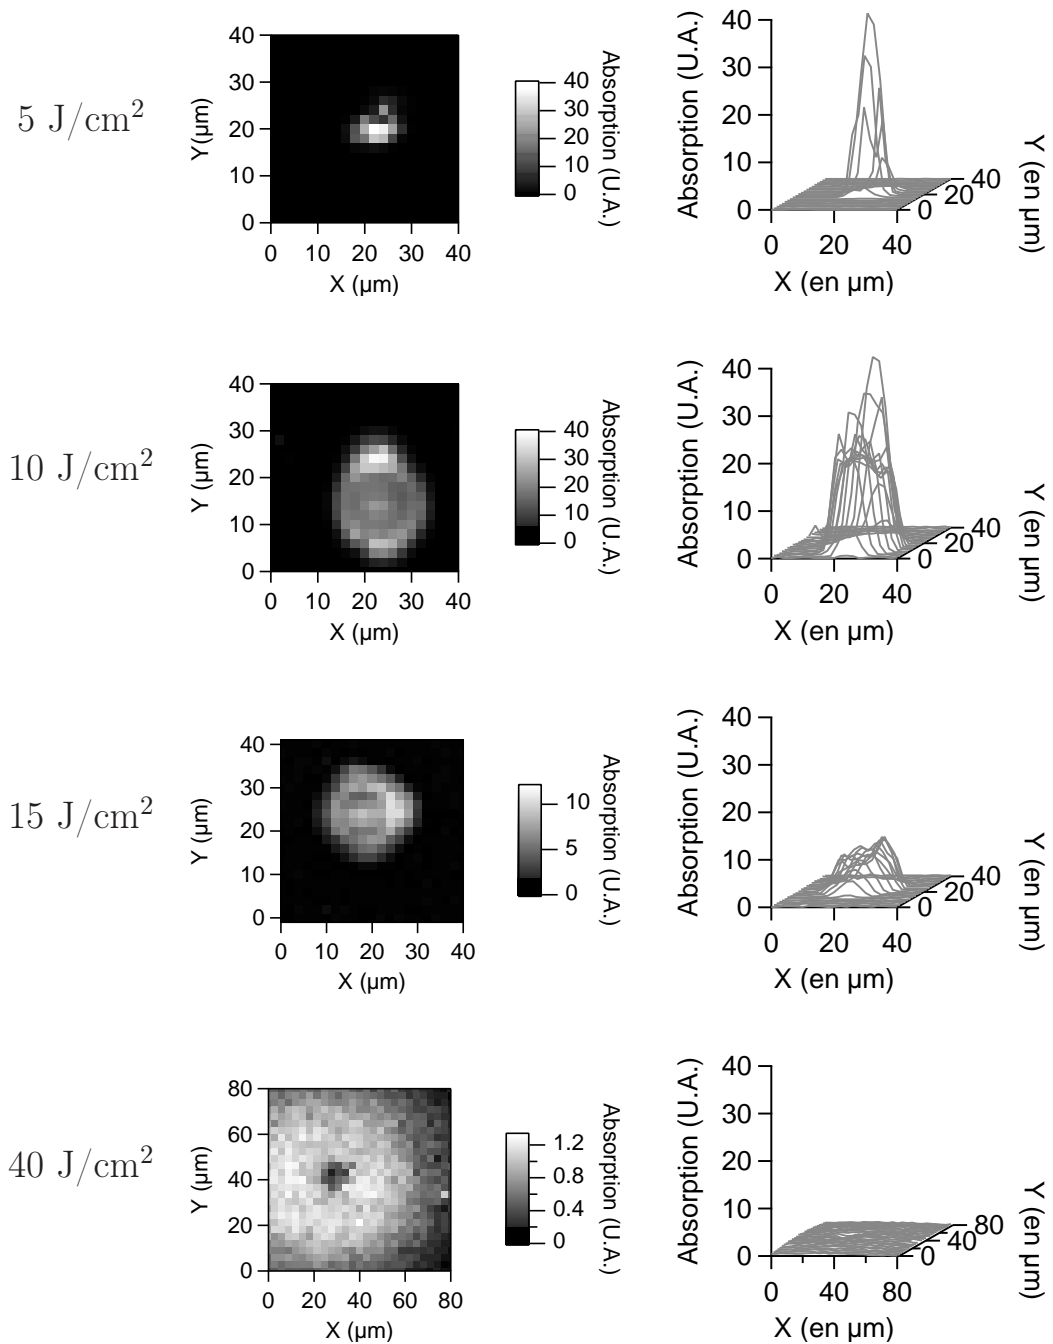 5 J/cm²
40
30
20
10
0
Y(µm)
0 10 20 30 40
X (µm)
40
30
20
10
0
Absorption (U.A.)
40
30
20
10
0
Absorption (U.A.)
0 20 40
X (en µm)
0 20 40
Y (en µm)
10 J/cm²
40
30
20
10
0
Y (µm)
0 10 20 30 40
X (µm)
40
30
20
10
0
Absorption (U.A.)
40
30
20
10
0
Absorption (U.A.)
0 20 40
X (en µm)
0 20 40
Y (en µm)
15 J/cm²
40
30
20
10
0
Y (µm)
0 10 20 30 40
X (µm)
10
5
0
Absorption (U.A.)
40
30
20
10
0
Absorption (U.A.)
0 20 40
X (en µm)
0 20 40
Y (en µm)
40 J/cm²
80
60
40
20
0
Y (µm)
0 20 40 60 80
X (µm)
1.2
0.8
0.4
0
Absorption (U.A.)
40
30
20
10
0
Absorption (U.A.)
0 40 80
X (en µm)
0 40 80
Y (en µm)